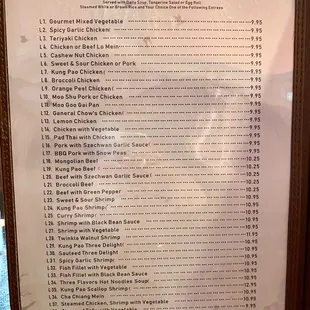 Served with Daily Soup, Tangerine Salad or Egg Roll
Steamed White or Brown Rice and Your Choice One of the Following Entrees
L1. Gourmet Mixed Vegetable 9.95
L2. Spicy Garlic Chicken 9.95
L3. Teriyaki Chicken 9.95
L4. Chicken or Beef Lo Mein 9.95
L5. Cashew Nut Chicken 9.95
L6. Sweet & Sour Chicken or Pork 9.95
L7. Kung Pao Chicken 9.95
L8. Broccoli Chicken 9.95
L9. Orange Peel Chicken 9.95
L10. Moo Shu Pork or Chicken 9.95
L11. Moo Goo Gai Pan 9.95
L12. General Chow's Chicken 9.95
L13. Lemon Chicken 9.95
L14. Chicken with Vegetable 9.95
L15. Pad Thai with Chicken 9.95
L16. Pork with Szechwan Garlic Sauce 9.95
L17. BBQ Pork with Snow Peas 9.95
L18. Mongolian Beef 10.25
L19. Kung Pao Beef 10.25
L20. Beef with Szechwan Garlic Sauce 10.25
L21. Broccoli Beef 10.25
L22. Beef with Green Pepper 10.25
L23. Sweet & Sour Shrimp 10.95
L24. Kung Pao Shrimp 10.95
L25. Curry Shrimp 10.95
L26. Shrimp with Black Bean Sauce 10.95
L27. Shrimp with Vegetable 10.95
L28. Twinkle Walnut Shrimp 11.95
L29. Kung Pao Three Delight 10.95
L30. Sauteed Three Delight 10.95
L31. Spicy Garlic Shrimp 10.95
L32. Fish Fillet with Vegetable 10.95
L33. Fish Fillet with Black Bean Sauce 10.95
L34. Three Flavors Hot Noodles Soup 12.95
L35. Kung Pao Scallop Shrimp 10.95
L36. Cha Chiang Mein 10.95
L37. Steamed Chicken, Shrimp with Vegetable 10.95